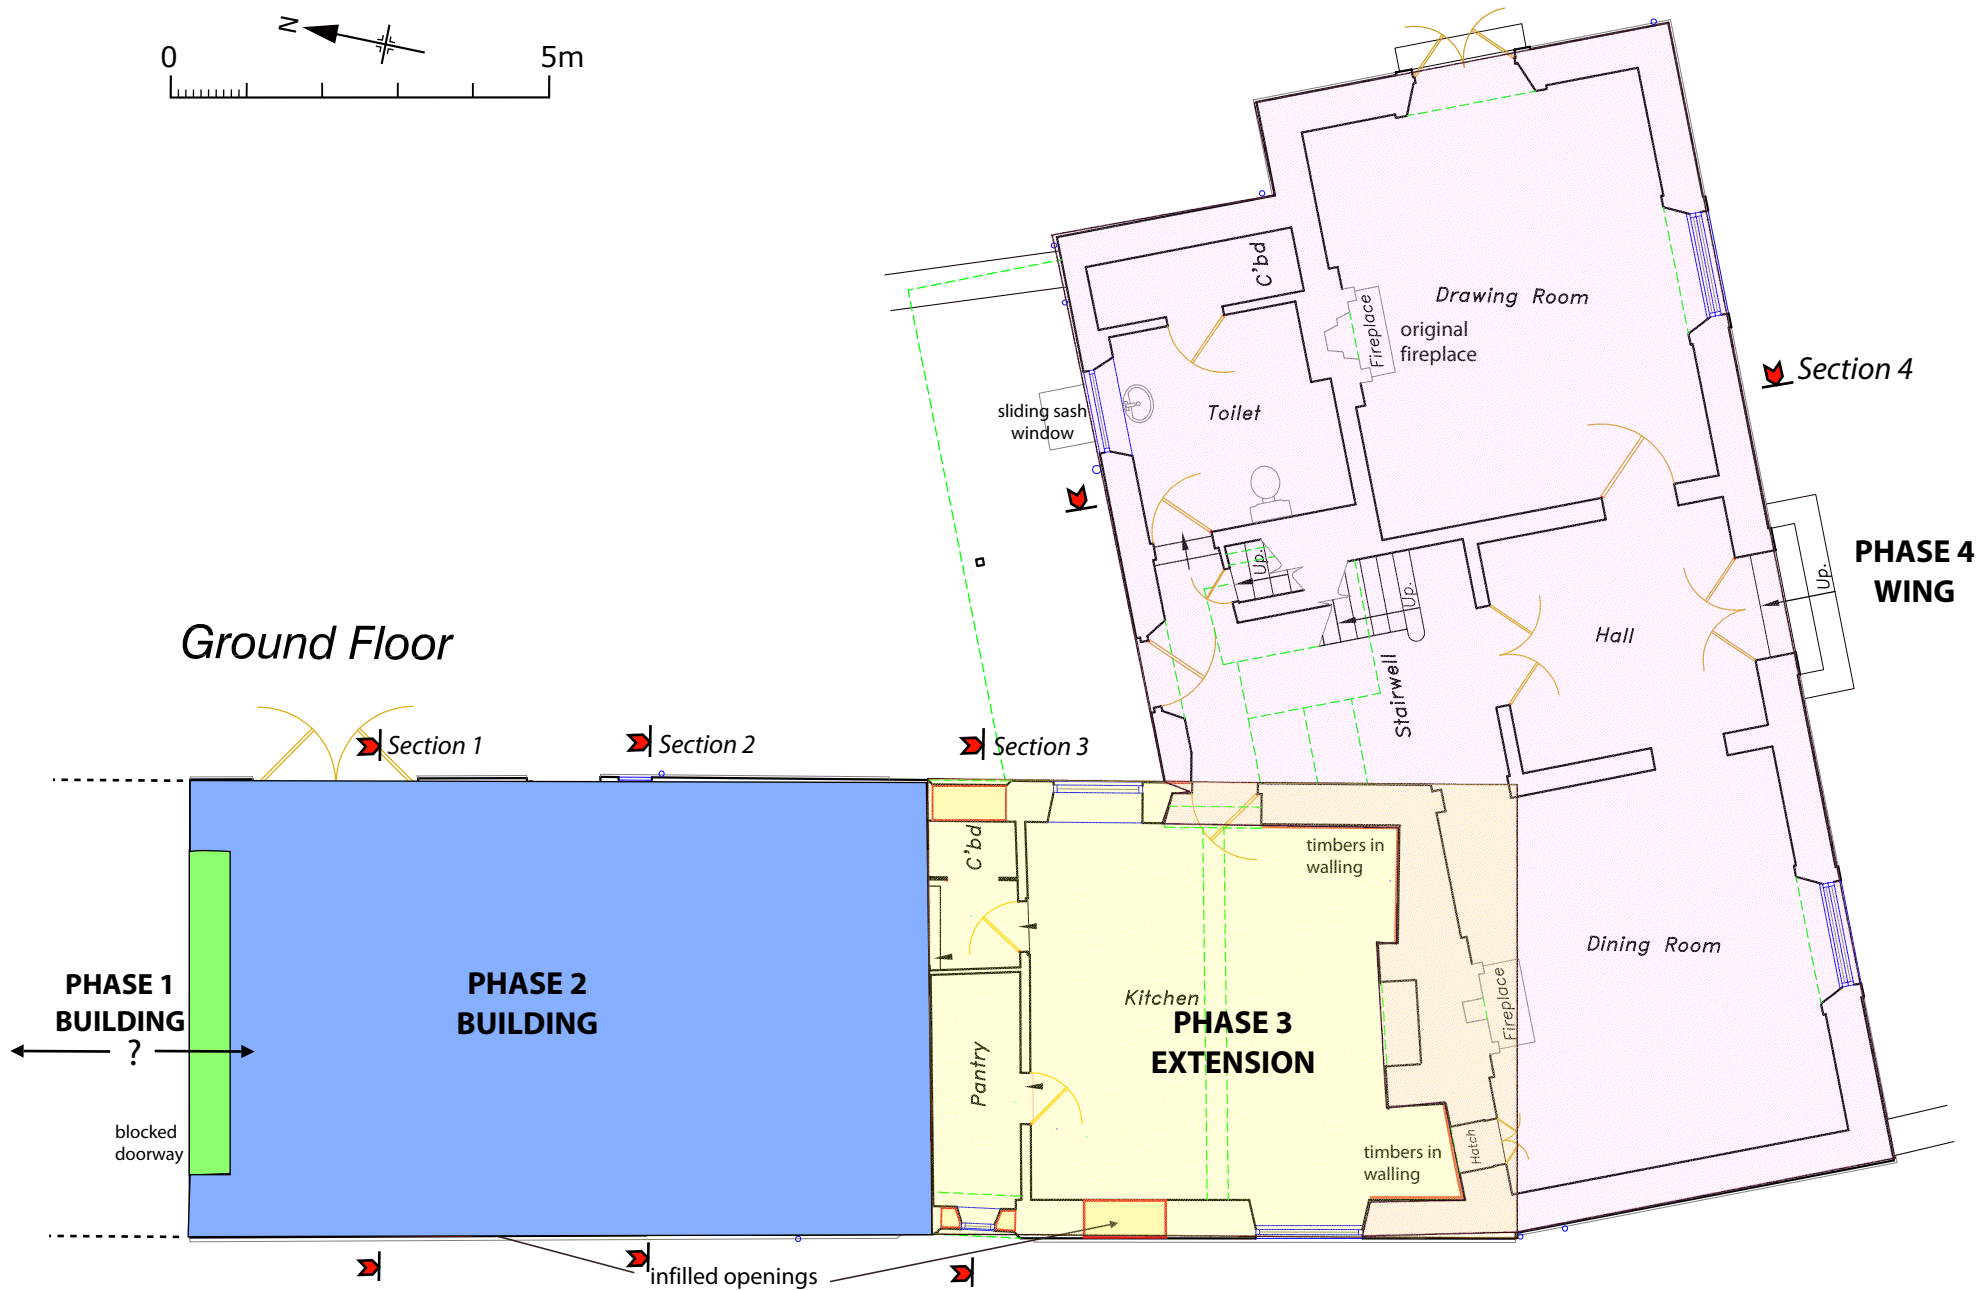 N
0 5m
C'bd
Drawing Room
Fireplace
original
fireplace
Section 4
sliding sash
window
Toilet
Up.
Up.
Up.
PHASE 4
WING
Hall
Stairwell
Ground Floor
Section 1
Section 2
Section 3
C'bd
timbers in
walling
Dining Room
PHASE 1
BUILDING
?
PHASE 2
BUILDING
Kitchen
PHASE 3
EXTENSION
Fireplace
Pantry
blocked
doorway
timbers in
walling
Hatch
infilled openings